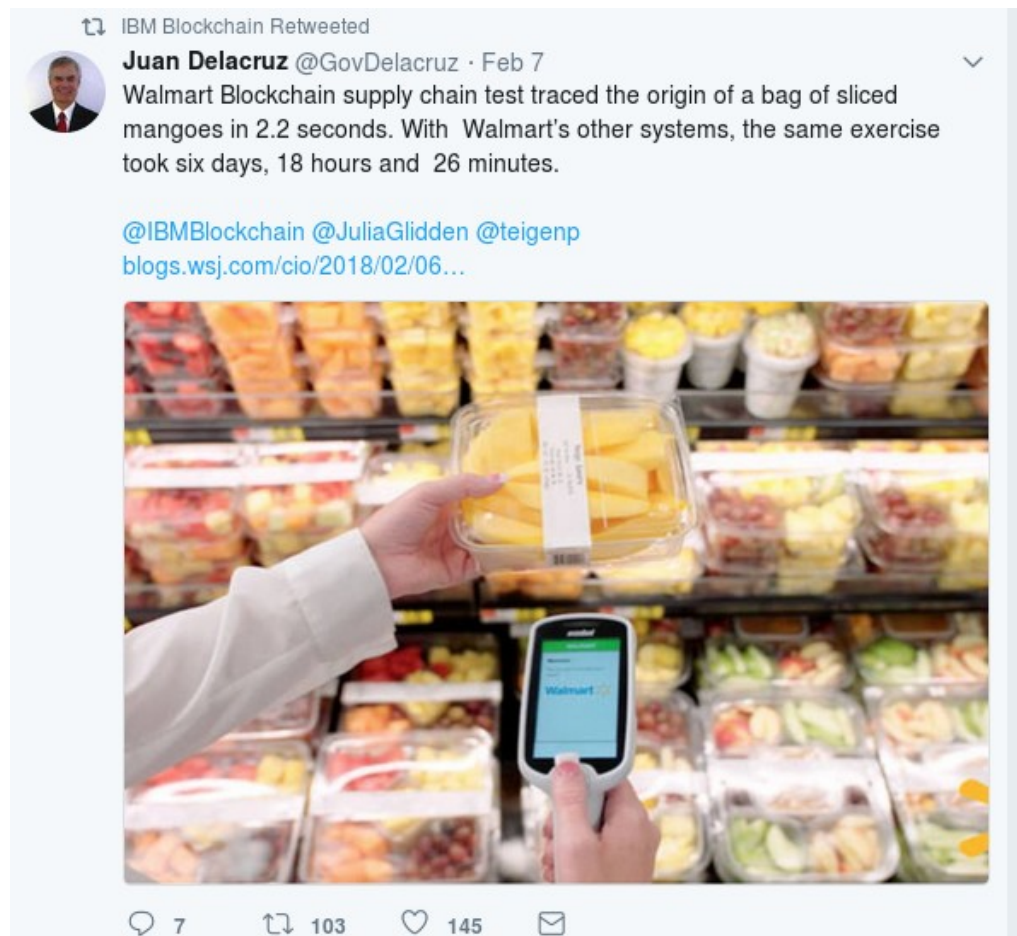 IBM Blockchain Retweeted
Juan Delacruz @GovDelacruz · Feb 7
Walmart Blockchain supply chain test traced the origin of a bag of sliced
mangoes in 2.2 seconds. With  Walmart’s other systems, the same exercise
took six days, 18 hours and  26 minutes.
@IBMBlockchain @JuliaGlidden @teigenp
blogs.wsj.com/cio/2018/02/06…
Walmart
7 103 145